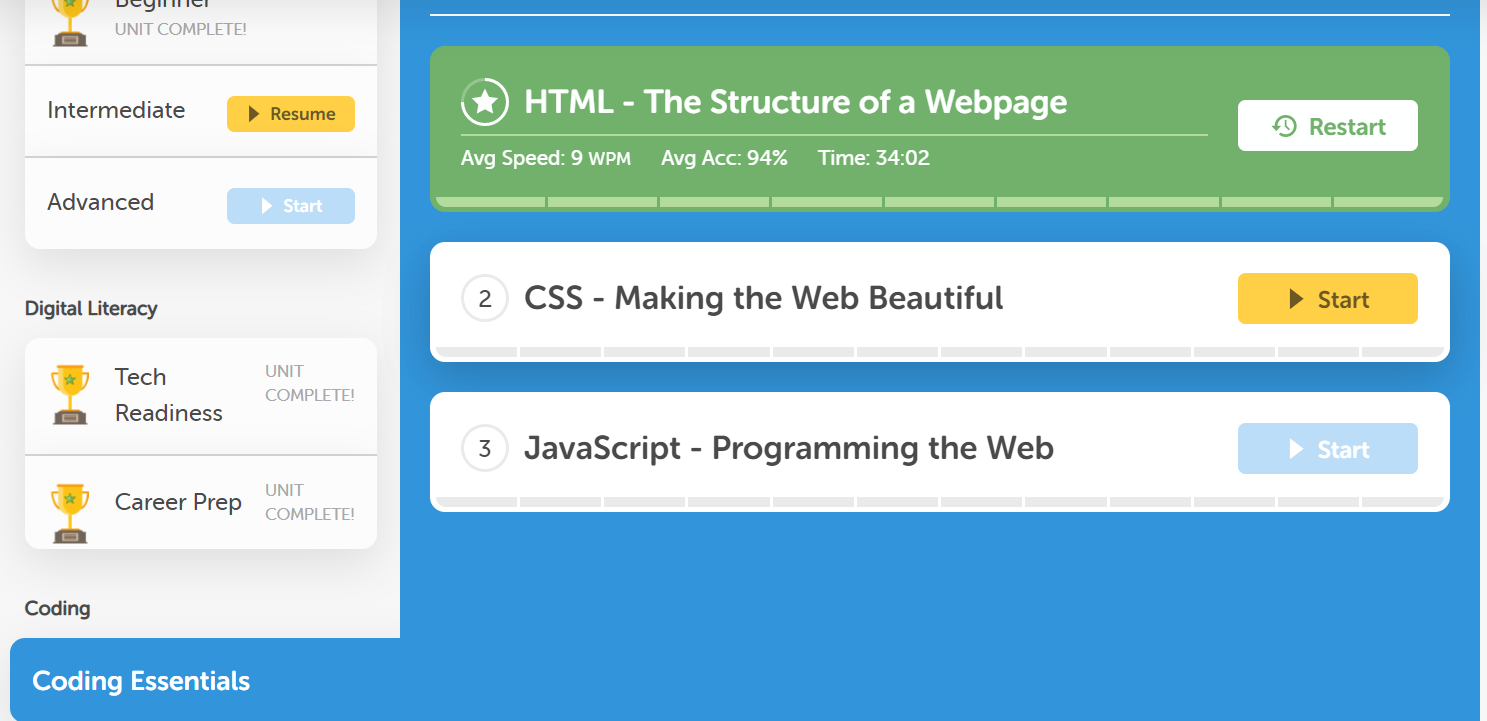 Beginner
UNIT COMPLETE!
Intermediate
Resume
Advanced
Start
Digital Literacy
Tech
Readiness
UNIT
COMPLETE!
Career Prep
UNIT
COMPLETE!
Coding
Coding Essentials
HTML - The Structure of a Webpage
Avg Speed: 9 WPM Avg Acc: 94% Time: 34:02
Restart
2 CSS - Making the Web Beautiful
Start
3 JavaScript - Programming the Web
Start